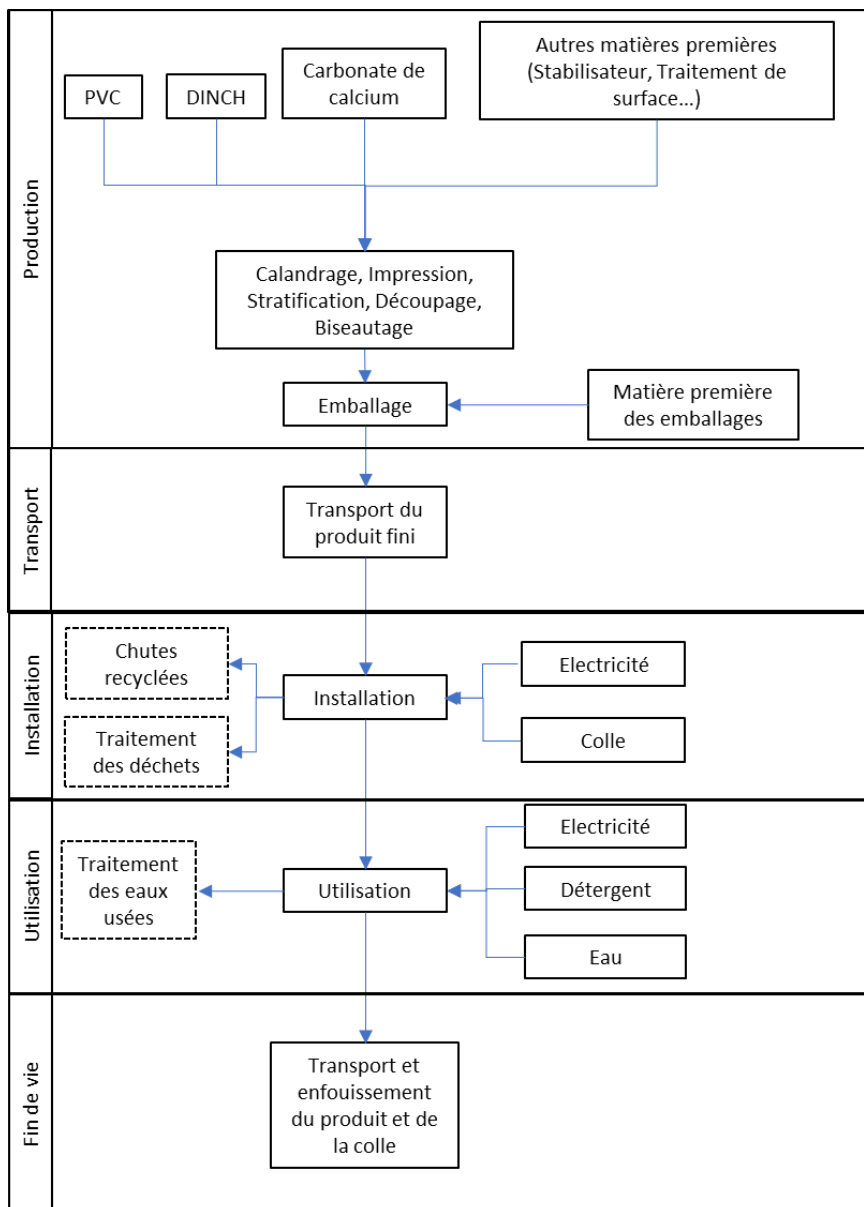 Production
PVC
DINCH
Carbonate de
calcium
Autres matières premières
(Stabilisateur, Traitement de
surface…)
Calandrage, Impression,
Stratification, Découpage,
Biseautage
Emballage
Matière première
des emballages
Transport
Transport du
produit fini
Installation
Chutes
recyclées
Traitement
des déchets
Installation
Electricité
Colle
Utilisation
Traitement
des eaux
usées
Utilisation
Electricité
Détergent
Eau
Fin de vie
Transport et
enfouissement
du produit et de
la colle